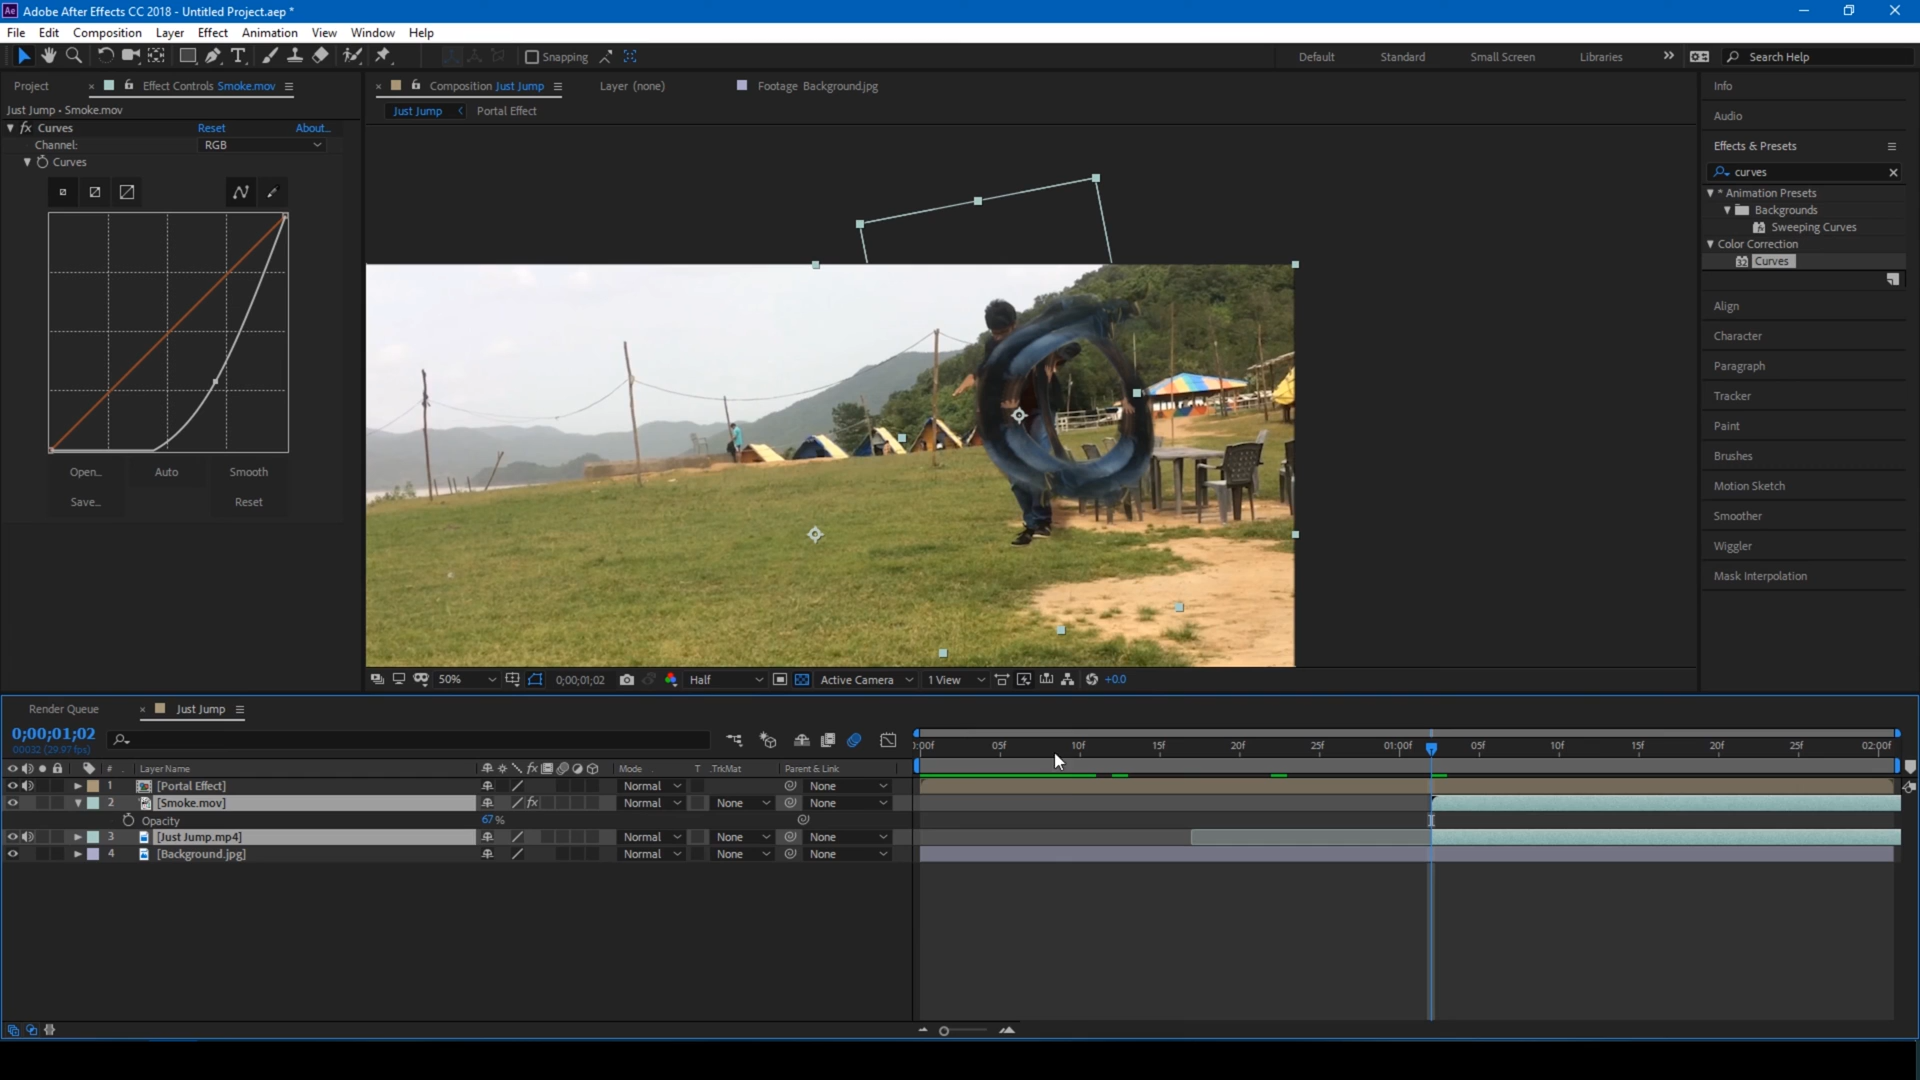 Ae Adobe After Effects CC 2018 - Untitled Project.aep *
File Edit Composition Layer Effect Animation View Window Help
Snapping Default Standard Small Screen Libraries Search Help
Project Effect Controls Smoke.mov
Composition Just Jump Layer (none) Footage Background.jpg
Info
Just Jump • Smoke.mov
Just Jump Portal Effect
Audio
fx Curves Reset About...
Channel: RGB
Curves
Effects & Presets
curves
* Animation Presets
Backgrounds
Sweeping Curves
Color Correction
Curves
Align
Character
Paragraph
Tracker
Paint
Brushes
Motion Sketch
Smoother
Wiggler
Mask Interpolation
Open... Auto Smooth
Save... Reset
50% 0;00;01;02 Half Active Camera 1 View +0.0
Render Queue Just Jump
0;00;01;02
00032 (29.97 fps)
:00f 05f 10f 15f 20f 25f 01:00f 05f 10f 15f 20f 25f 02:00f
# Layer Name fx Mode T .TrkMat Parent & Link
1 [Portal Effect] Normal None
2 [Smoke.mov] fx Normal None None
Opacity 67%
3 [Just Jump.mp4] Normal None None
4 [Background.jpg] Normal None None